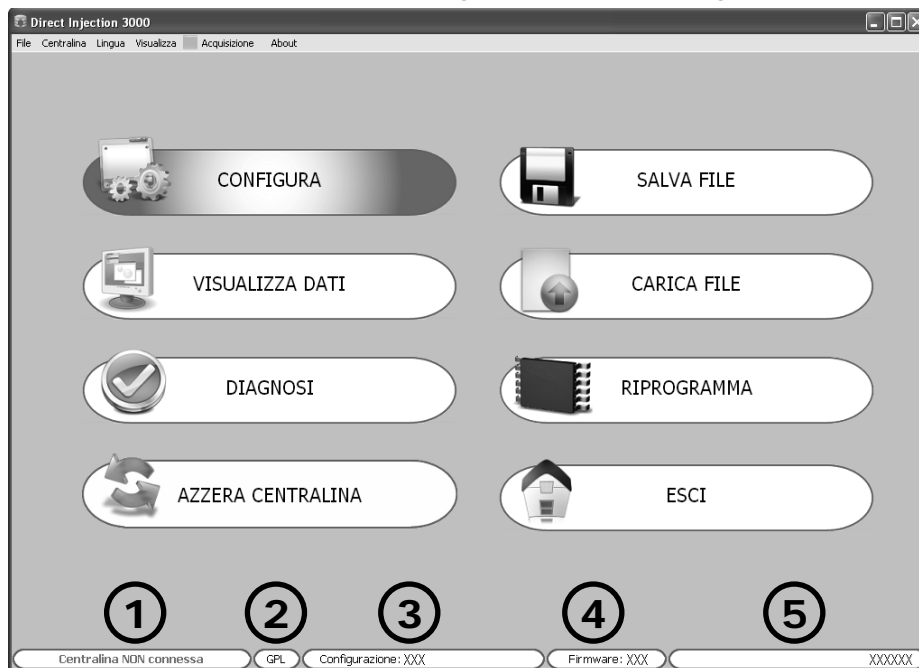 Direct Injection 3000
File Centralina Lingua Visualizza Acquisizione About
CONFIGURA
SALVA FILE
VISUALIZZA DATI
CARICA FILE
DIAGNOSI
RIPROGRAMMA
AZZERA CENTRALINA
ESCI
1 2 3 4 5
Centralina NON connessa GPL Configurazione: XXX Firmware: XXX XXXXXX